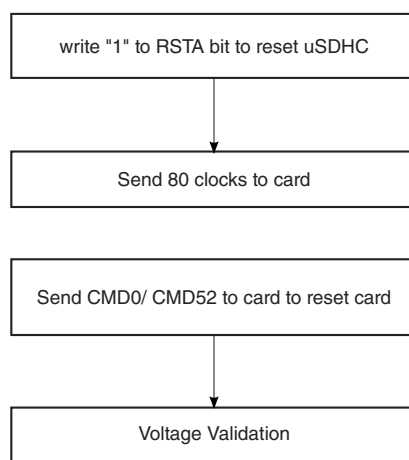 write "1" to RSTA bit to reset uSDHC
Send 80 clocks to card
Send CMD0/ CMD52 to card to reset card
Voltage Validation